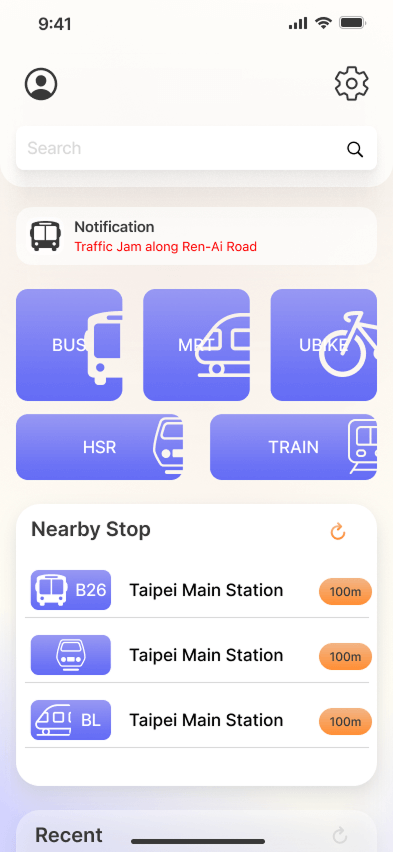 9:41
Search
Notification
Traffic Jam along Ren-Ai Road
BUS
MRT
UBIKE
HSR
TRAIN
Nearby Stop
B26 Taipei Main Station 100m
Taipei Main Station 100m
BL Taipei Main Station 100m
Recent